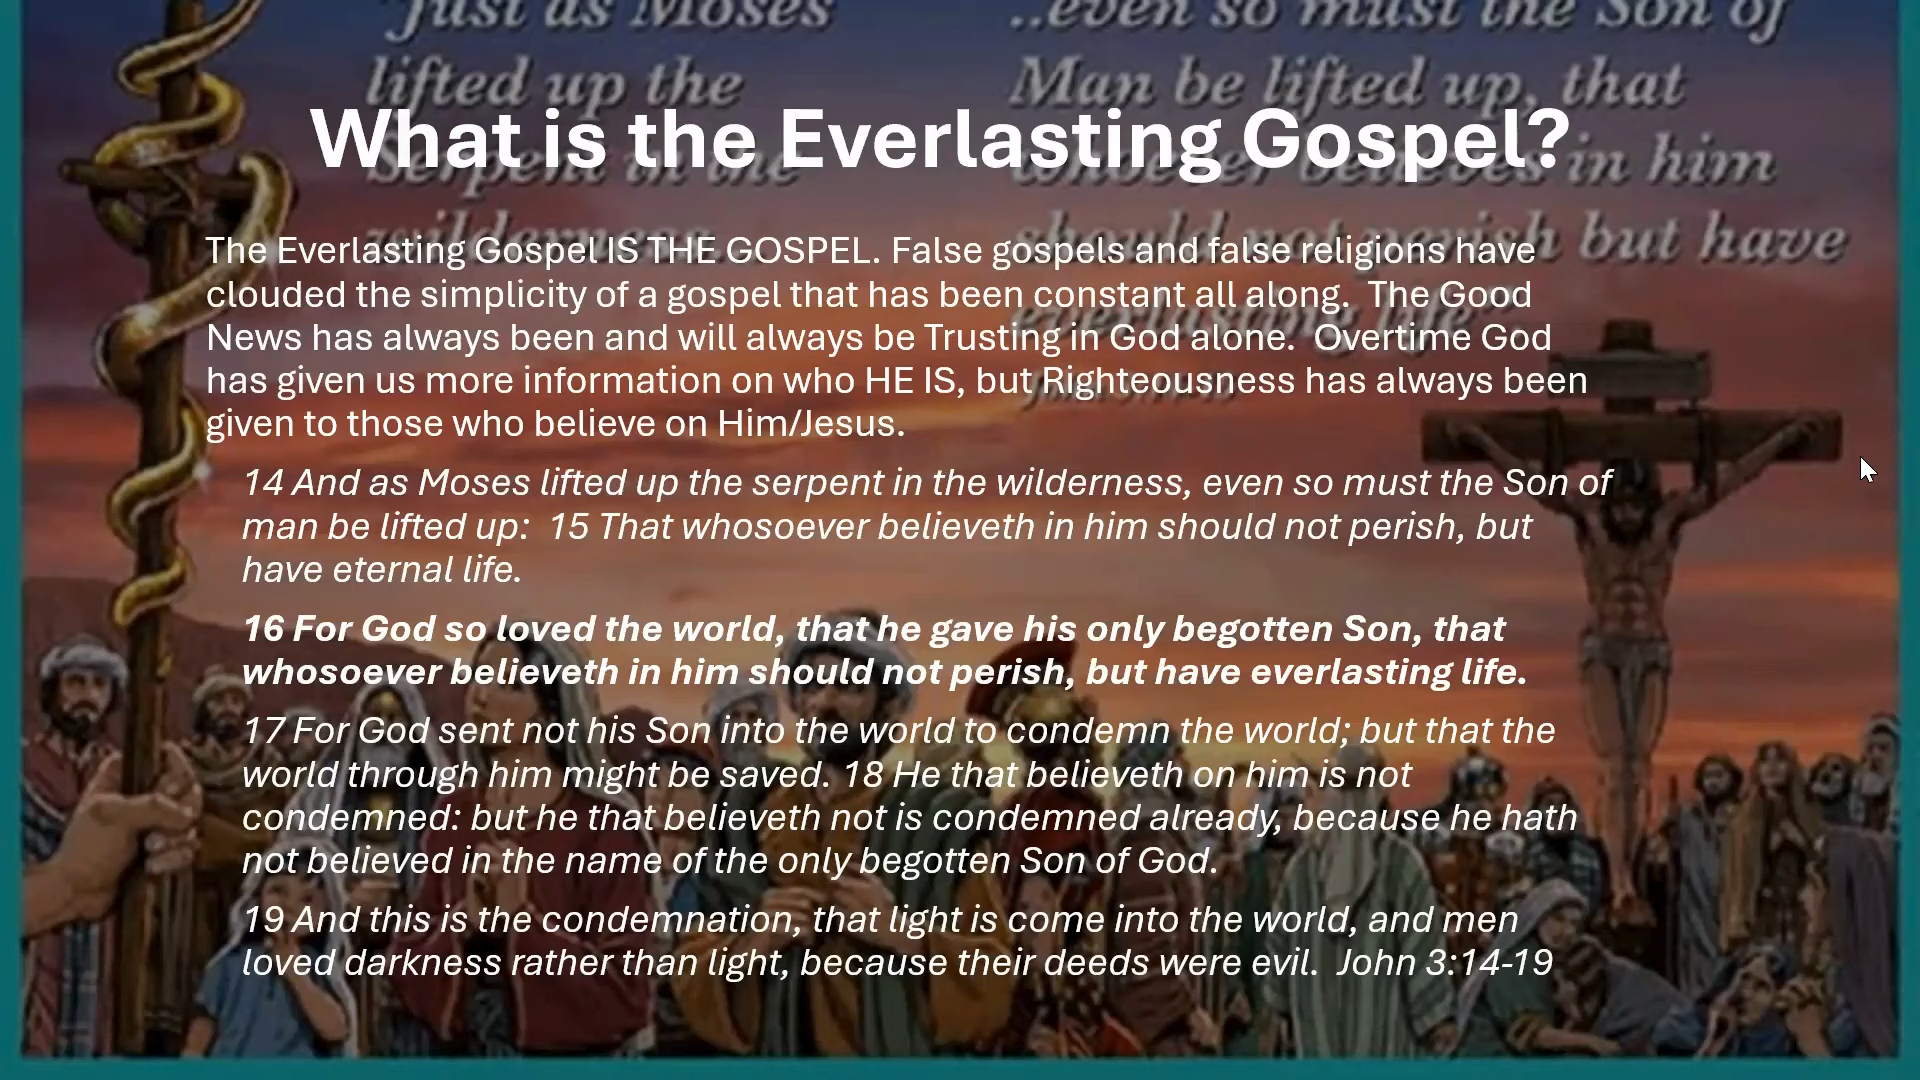 Just as Moses
lifted up the
Serpent in the
wilderness
..even so must the Son of
Man be lifted up, that
whoever believes in him
should not perish but have
What is the Everlasting Gospel?
The Everlasting Gospel IS THE GOSPEL. False gospels and false religions have
clouded the simplicity of a gospel that has been constant all along.  The Good
News has always been and will always be Trusting in God alone.  Overtime God
has given us more information on who HE IS, but Righteousness has always been
given to those who believe on Him/Jesus.
14 And as Moses lifted up the serpent in the wilderness, even so must the Son of
man be lifted up:  15 That whosoever believeth in him should not perish, but
have eternal life.
16 For God so loved the world, that he gave his only begotten Son, that
whosoever believeth in him should not perish, but have everlasting life.
17 For God sent not his Son into the world to condemn the world; but that the
world through him might be saved. 18 He that believeth on him is not
condemned: but he that believeth not is condemned already, because he hath
not believed in the name of the only begotten Son of God.
19 And this is the condemnation, that light is come into the world, and men
loved darkness rather than light, because their deeds were evil.  John 3:14-19